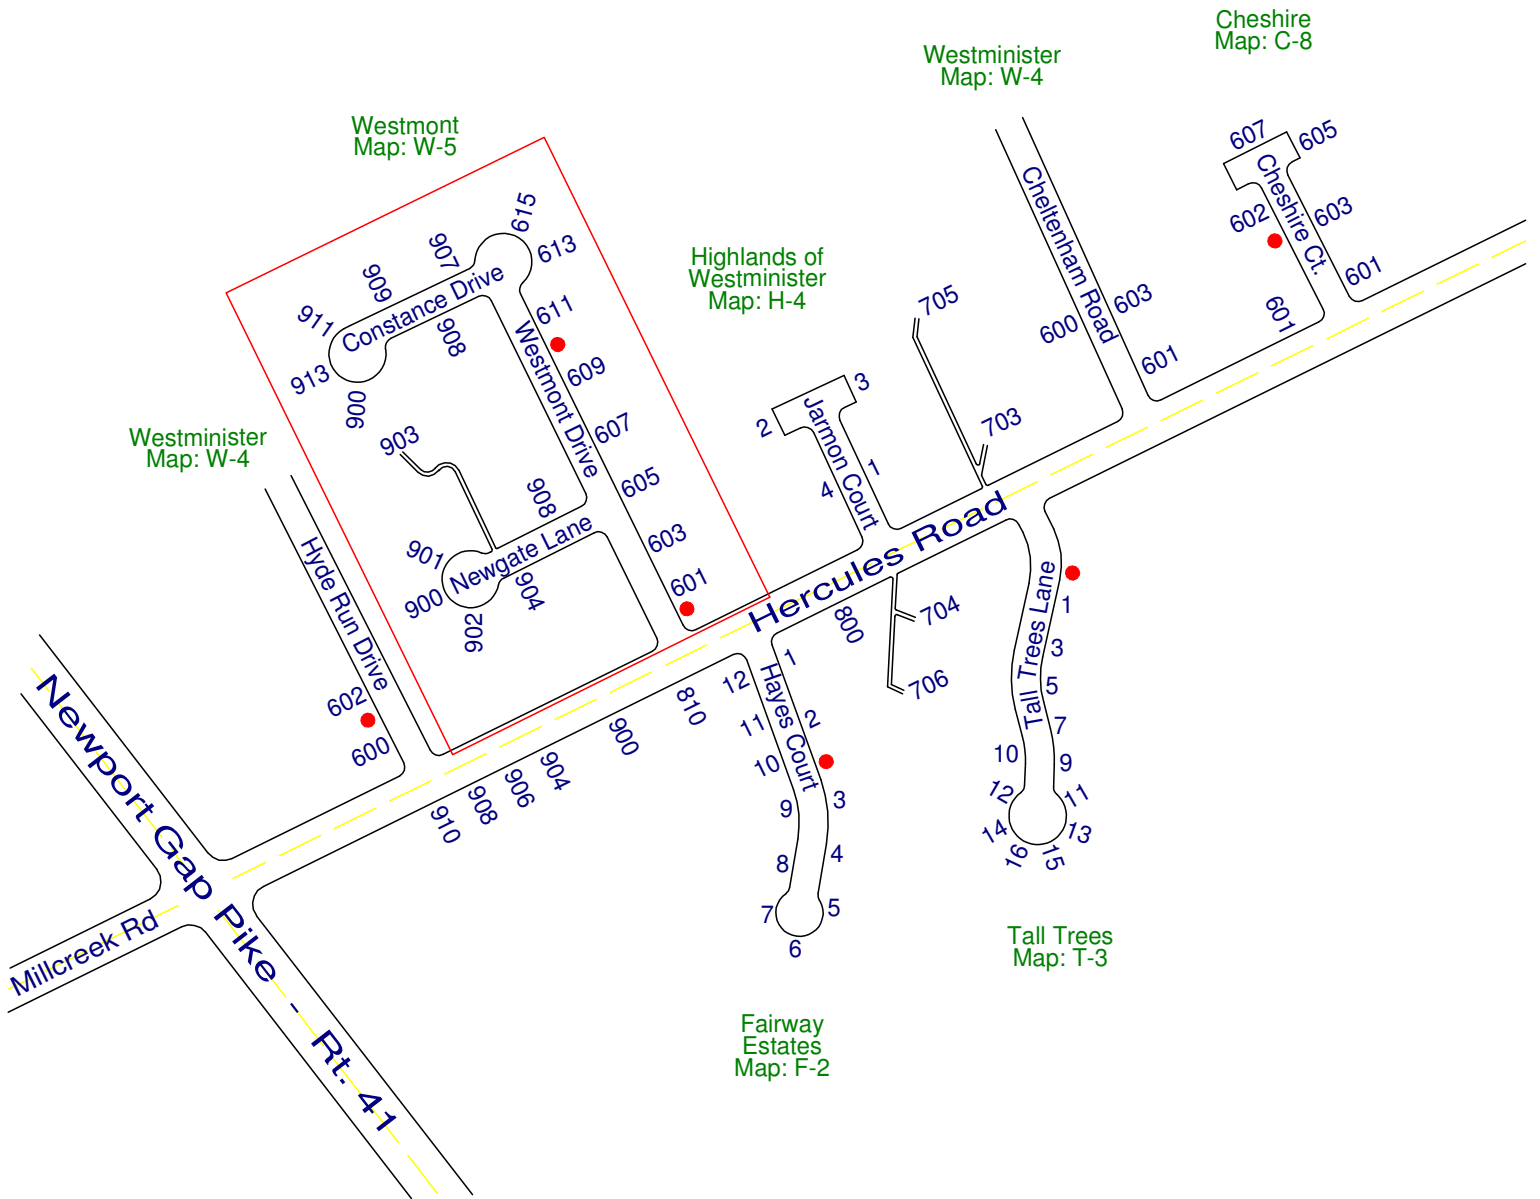 Cheshire
Map: C-8
Westminister
Map: W-4
Westmont
Map: W-5
607
605
Cheshire Ct.
602
603
601
601
Cheltenham Road
600
603
601
615
613
907
909
911
Constance Drive
913
900
908
611
Westmont Drive
609
607
605
603
601
Highlands of
Westminister
Map: H-4
705
703
3
2
Jarmon Court
1
4
Westminister
Map: W-4
903
908
901
Newgate Lane
900
902
904
Hyde Run Drive
602
600
Hercules Road
800
704
706
1
12
Hayes Court
11
2
10
9
3
8
4
7
5
6
810
900
904
906
908
910
Tall Trees Lane
1
3
5
7
10
9
12
11
14
13
16
15
Newport Gap Pike - Rt. 41
Millcreek Rd
Tall Trees
Map: T-3
Fairway
Estates
Map: F-2